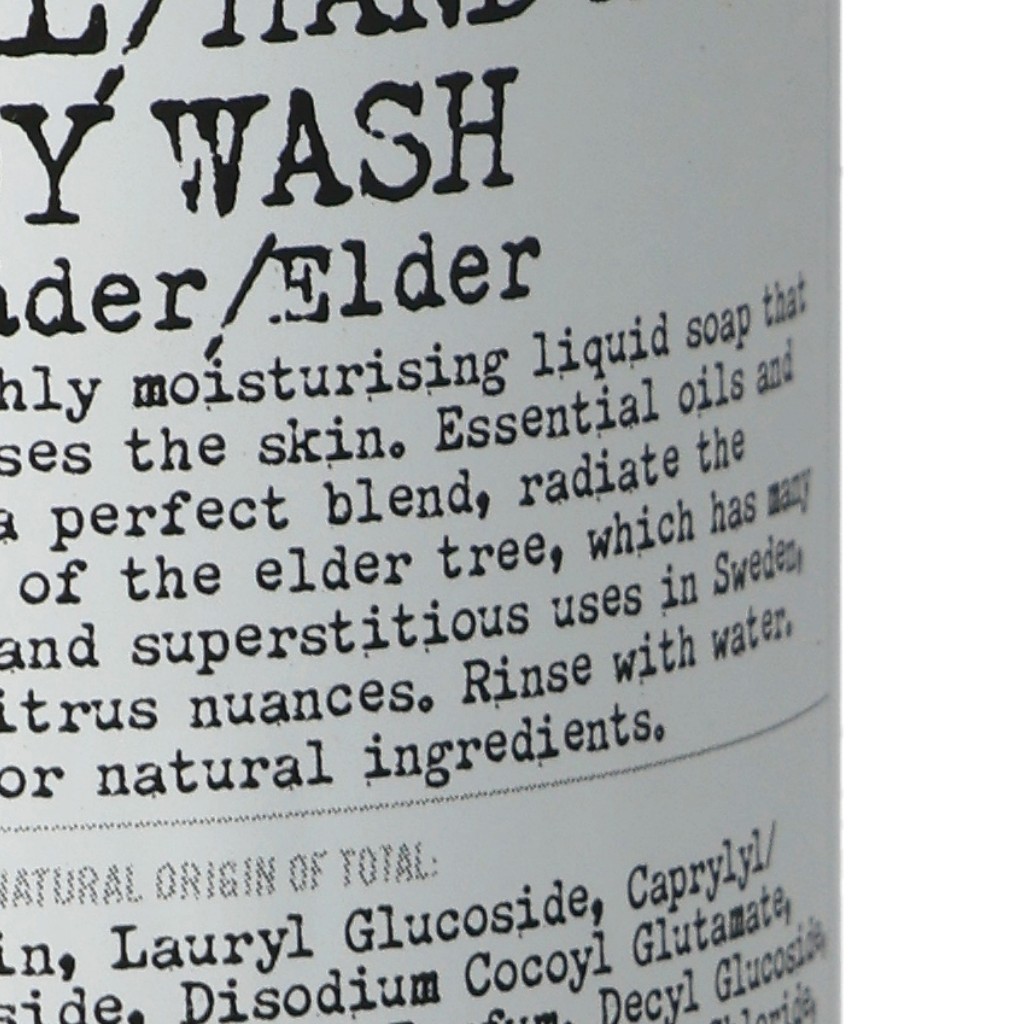 L/HAND
Y WASH
der/Elder
hly moisturising liquid soap that
ses the skin. Essential oils and
a perfect blend, radiate the
of the elder tree, which has many
and superstitious uses in Sweden,
itrus nuances. Rinse with water.
or natural ingredients.
NATURAL ORIGIN OF TOTAL:
in, Lauryl Glucoside, Caprylyl/
side, Disodium Cocoyl Glutamate,
Decyl Glucoside,